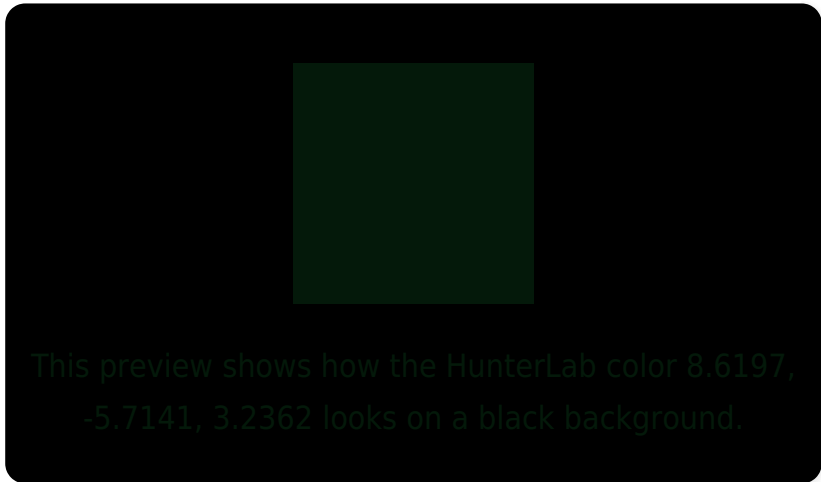 This preview shows how the HunterLab color 8.6197,
-5.7141, 3.2362 looks on a black background.